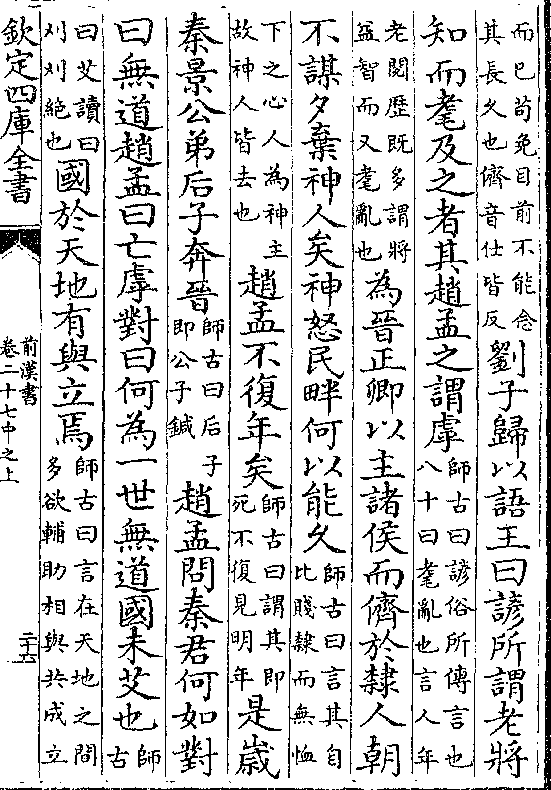 而已苟免目前不能念其長久也儕音仕皆反劉子歸以語王曰諺所謂老將
知而耄及之者其趙孟之謂虖師古曰諺俗所傳言也八十曰耄亂也言人年
老閱歷既多謂將益智而又耄亂也為晉正卿以主諸侯而儕於隸人朝
不謀夕棄神人矣神怒民畔何以能久師古曰言其自比賤隸而無恤
下之心人為神主故神人皆去也趙孟不復年矣師古曰謂其即死不復見明年是歲
秦景公弟后子奔晉師古曰后子即公子鍼趙孟問秦君何如對
曰無道趙孟曰亡虖對曰何為一世無道國未艾也師古
曰艾讀曰刈刈絕也國於天地有與立焉師古曰言在天地之間多欲輔助相與共成立
欽定四庫全書
前漢書
卷二十七中之上
二十六